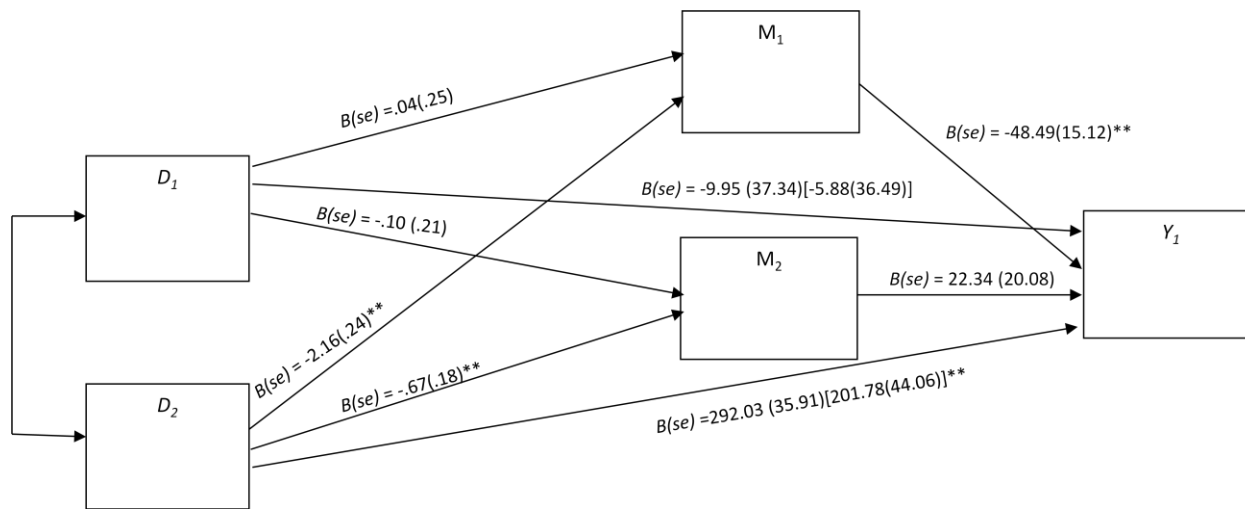 M₁
B(se) =.04(.25)
B(se) = -48.49(15.12)**
D₁
B(se) = -9.95 (37.34)[-5.88(36.49)]
B(se) = -.10 (.21)
Y₁
M₂
B(se) = 22.34 (20.08)
B(se) = -2.16(.24)**
B(se) = -.67(.18)**
B(se) =292.03 (35.91)[201.78(44.06)]**
D₂